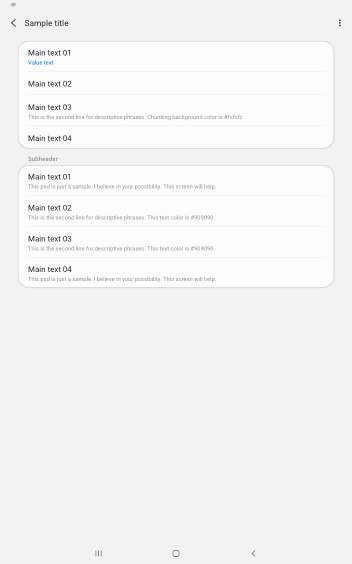 Sample title
Main text 01
Value text
Main text 02
Main text 03
This is the second line for descriptive phrases. Chunking background color is #fcfcfc
Main text 04
Subheader
Main text 01
This psd is just a sample. I believe in your possibility. This screen will help.
Main text 02
This is the second line for descriptive phrases. This text color is #909090.
Main text 03
This is the second line for descriptive phrases. This text color is #909090.
Main text 04
This psd is just a sample. I believe in your possibility. This screen will help.